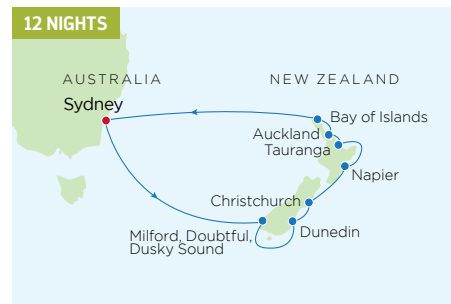 12 NIGHTS
AUSTRALIA
NEW ZEALAND
Sydney
Bay of Islands
Auckland
Tauranga
Napier
Christchurch
Dunedin
Milford, Doubtful,
Dusky Sound